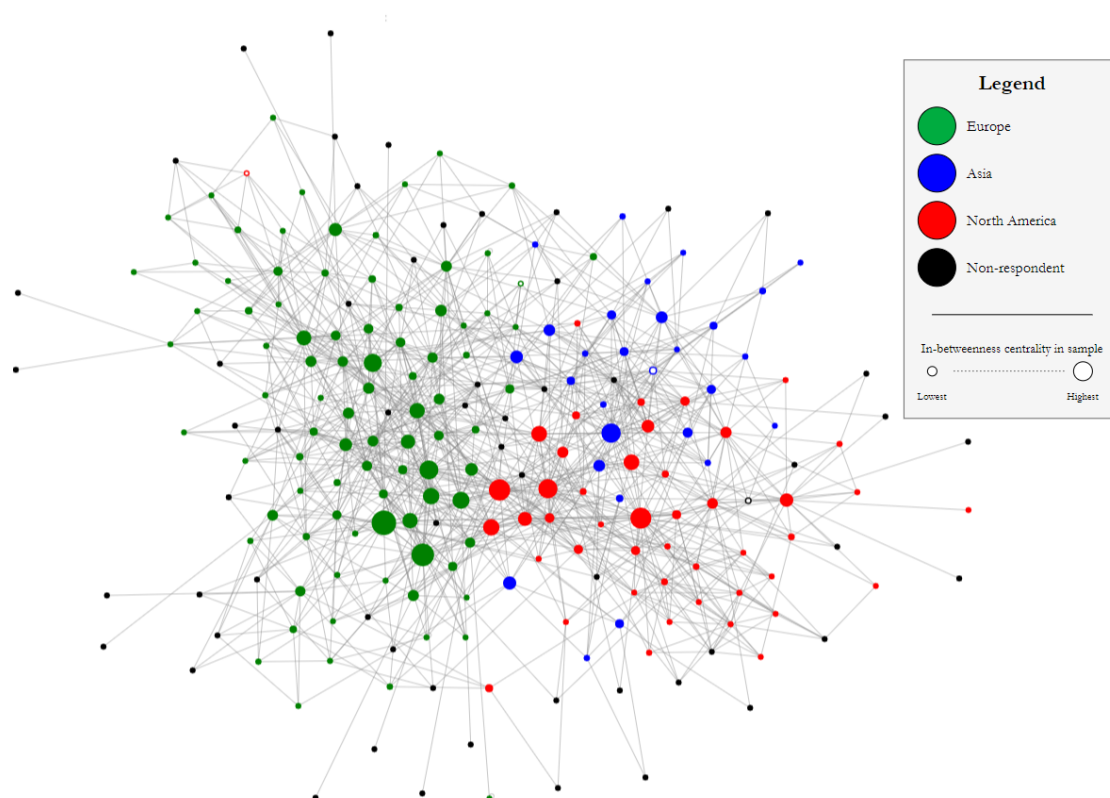 Legend
Europe
Asia
North America
Non-respondent
In-betweenness centrality in sample
Lowest
Highest